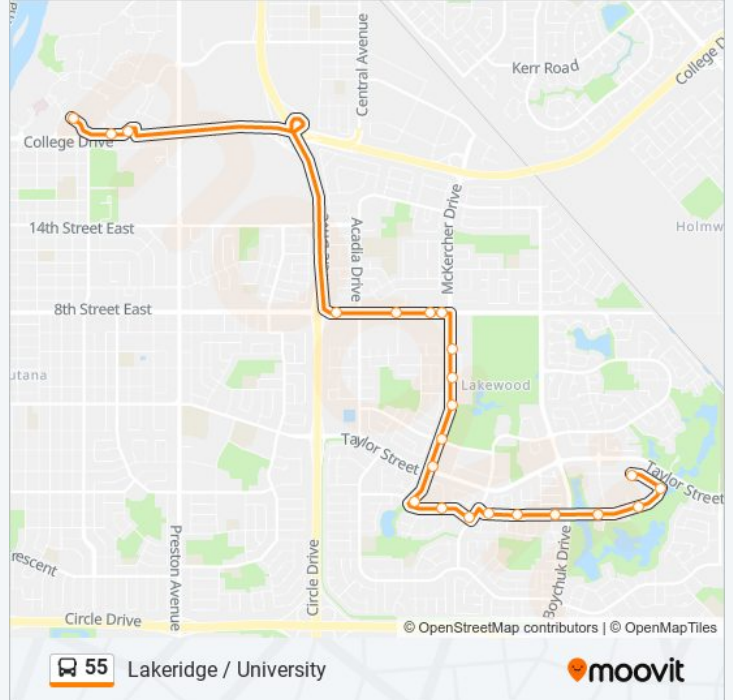 Central Avenue
Kerr Road
College D
College Drive
McKercher Drive
14th Street East
Acadia Drive
Holmw
8th Street East
utana
Lakewood
Taylor Street
Taylor Street
Preston Avenue
Circle Drive
Boychuk Drive
rescent
Circle Drive
© OpenStreetMap contributors | © OpenMapTiles
55
Lakeridge / University
moovit